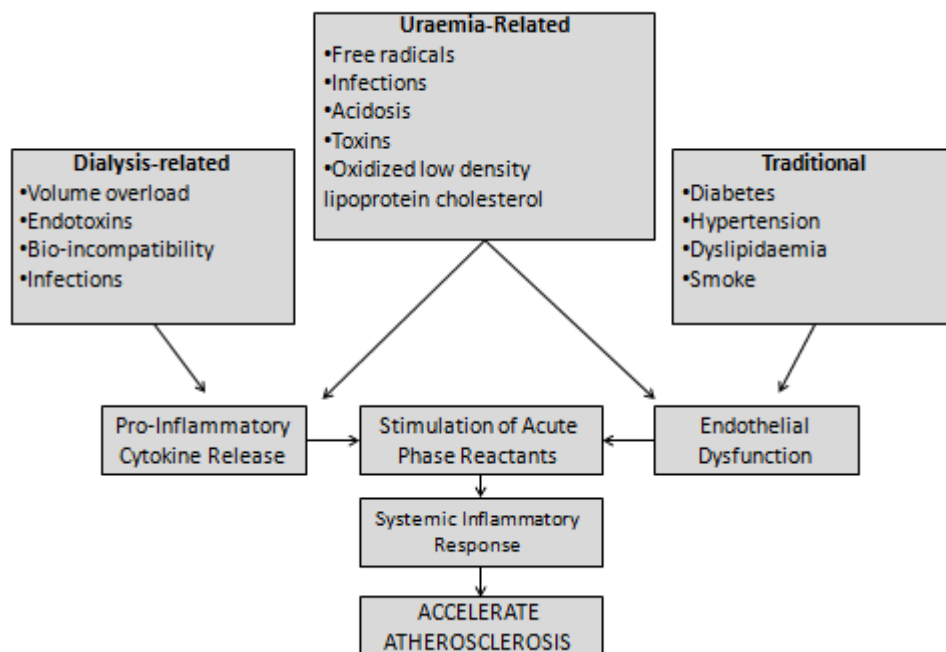 Uraemia-Related
•Free radicals
•Infections
•Acidosis
•Toxins
•Oxidized low density
lipoprotein cholesterol
Dialysis-related
•Volume overload
•Endotoxins
•Bio-incompatibility
•Infections
Traditional
•Diabetes
•Hypertension
•Dyslipidaemia
•Smoke
Pro-Inflammatory
Cytokine Release
Stimulation of Acute
Phase Reactants
Endothelial
Dysfunction
Systemic Inflammatory
Response
ACCELERATE
ATHEROSCLEROSIS